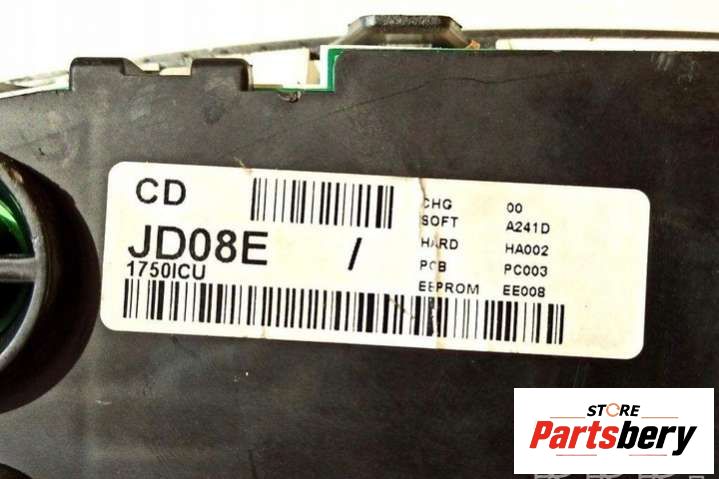 CD
JD08E /
1750ICU
CHG 00
SOFT A241D
HARD HA002
PCB PC003
EEPROM EE008
STORE
Partsbery